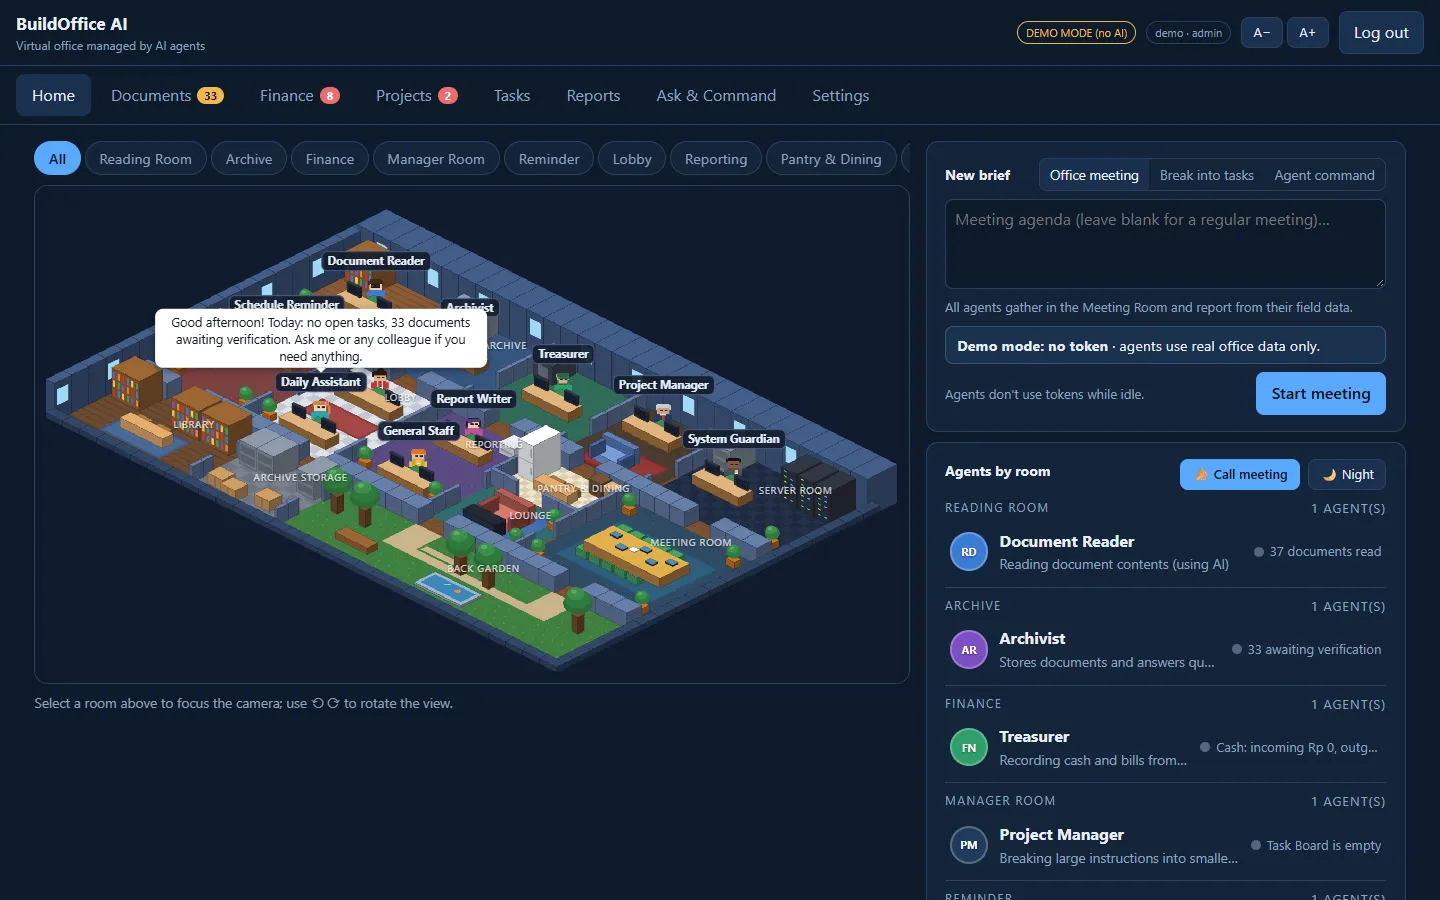 BuildOffice AI
Virtual office managed by AI agents
DEMO MODE (no AI)
demo · admin
A−
A+
Log out
Home
Documents 33
Finance 8
Projects 2
Tasks
Reports
Ask & Command
Settings
All
Reading Room
Archive
Finance
Manager Room
Reminder
Lobby
Reporting
Pantry & Dining
Document Reader
Schedule Reminder
Archivist
Good afternoon! Today: no open tasks, 33 documents
awaiting verification. Ask me or any colleague if you
need anything.
ARCHIVE
Treasurer
Daily Assistant
Project Manager
LOBBY
Report Writer
LIBRARY
General Staff
REPORTING
System Guardian
ARCHIVE STORAGE
PANTRY & DINING
SERVER ROOM
LOUNGE
MEETING ROOM
BACK GARDEN
Select a room above to focus the camera; use ⟲ ⟳ to rotate the view.
New brief
Office meeting
Break into tasks
Agent command
Meeting agenda (leave blank for a regular meeting)...
All agents gather in the Meeting Room and report from their field data.
Demo mode: no token · agents use real office data only.
Agents don't use tokens while idle.
Start meeting
Agents by room
Call meeting
Night
READING ROOM
1 AGENT(S)
RD
Document Reader
Reading document contents (using AI)
37 documents read
ARCHIVE
1 AGENT(S)
AR
Archivist
Stores documents and answers qu...
33 awaiting verification
FINANCE
1 AGENT(S)
FN
Treasurer
Recording cash and bills from...
Cash: incoming Rp 0, outg...
MANAGER ROOM
1 AGENT(S)
PM
Project Manager
Breaking large instructions into smalle...
Task Board is empty
REMINDER
1 AGENT(S)